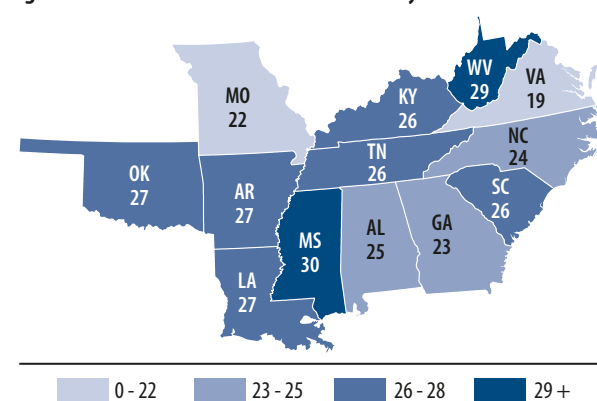 WV
29
VA
19
MO
22
KY
26
NC
24
TN
26
OK
27
AR
27
SC
26
MS
30
AL
25
GA
23
LA
27
0 - 22
23 - 25
26 - 28
29 +